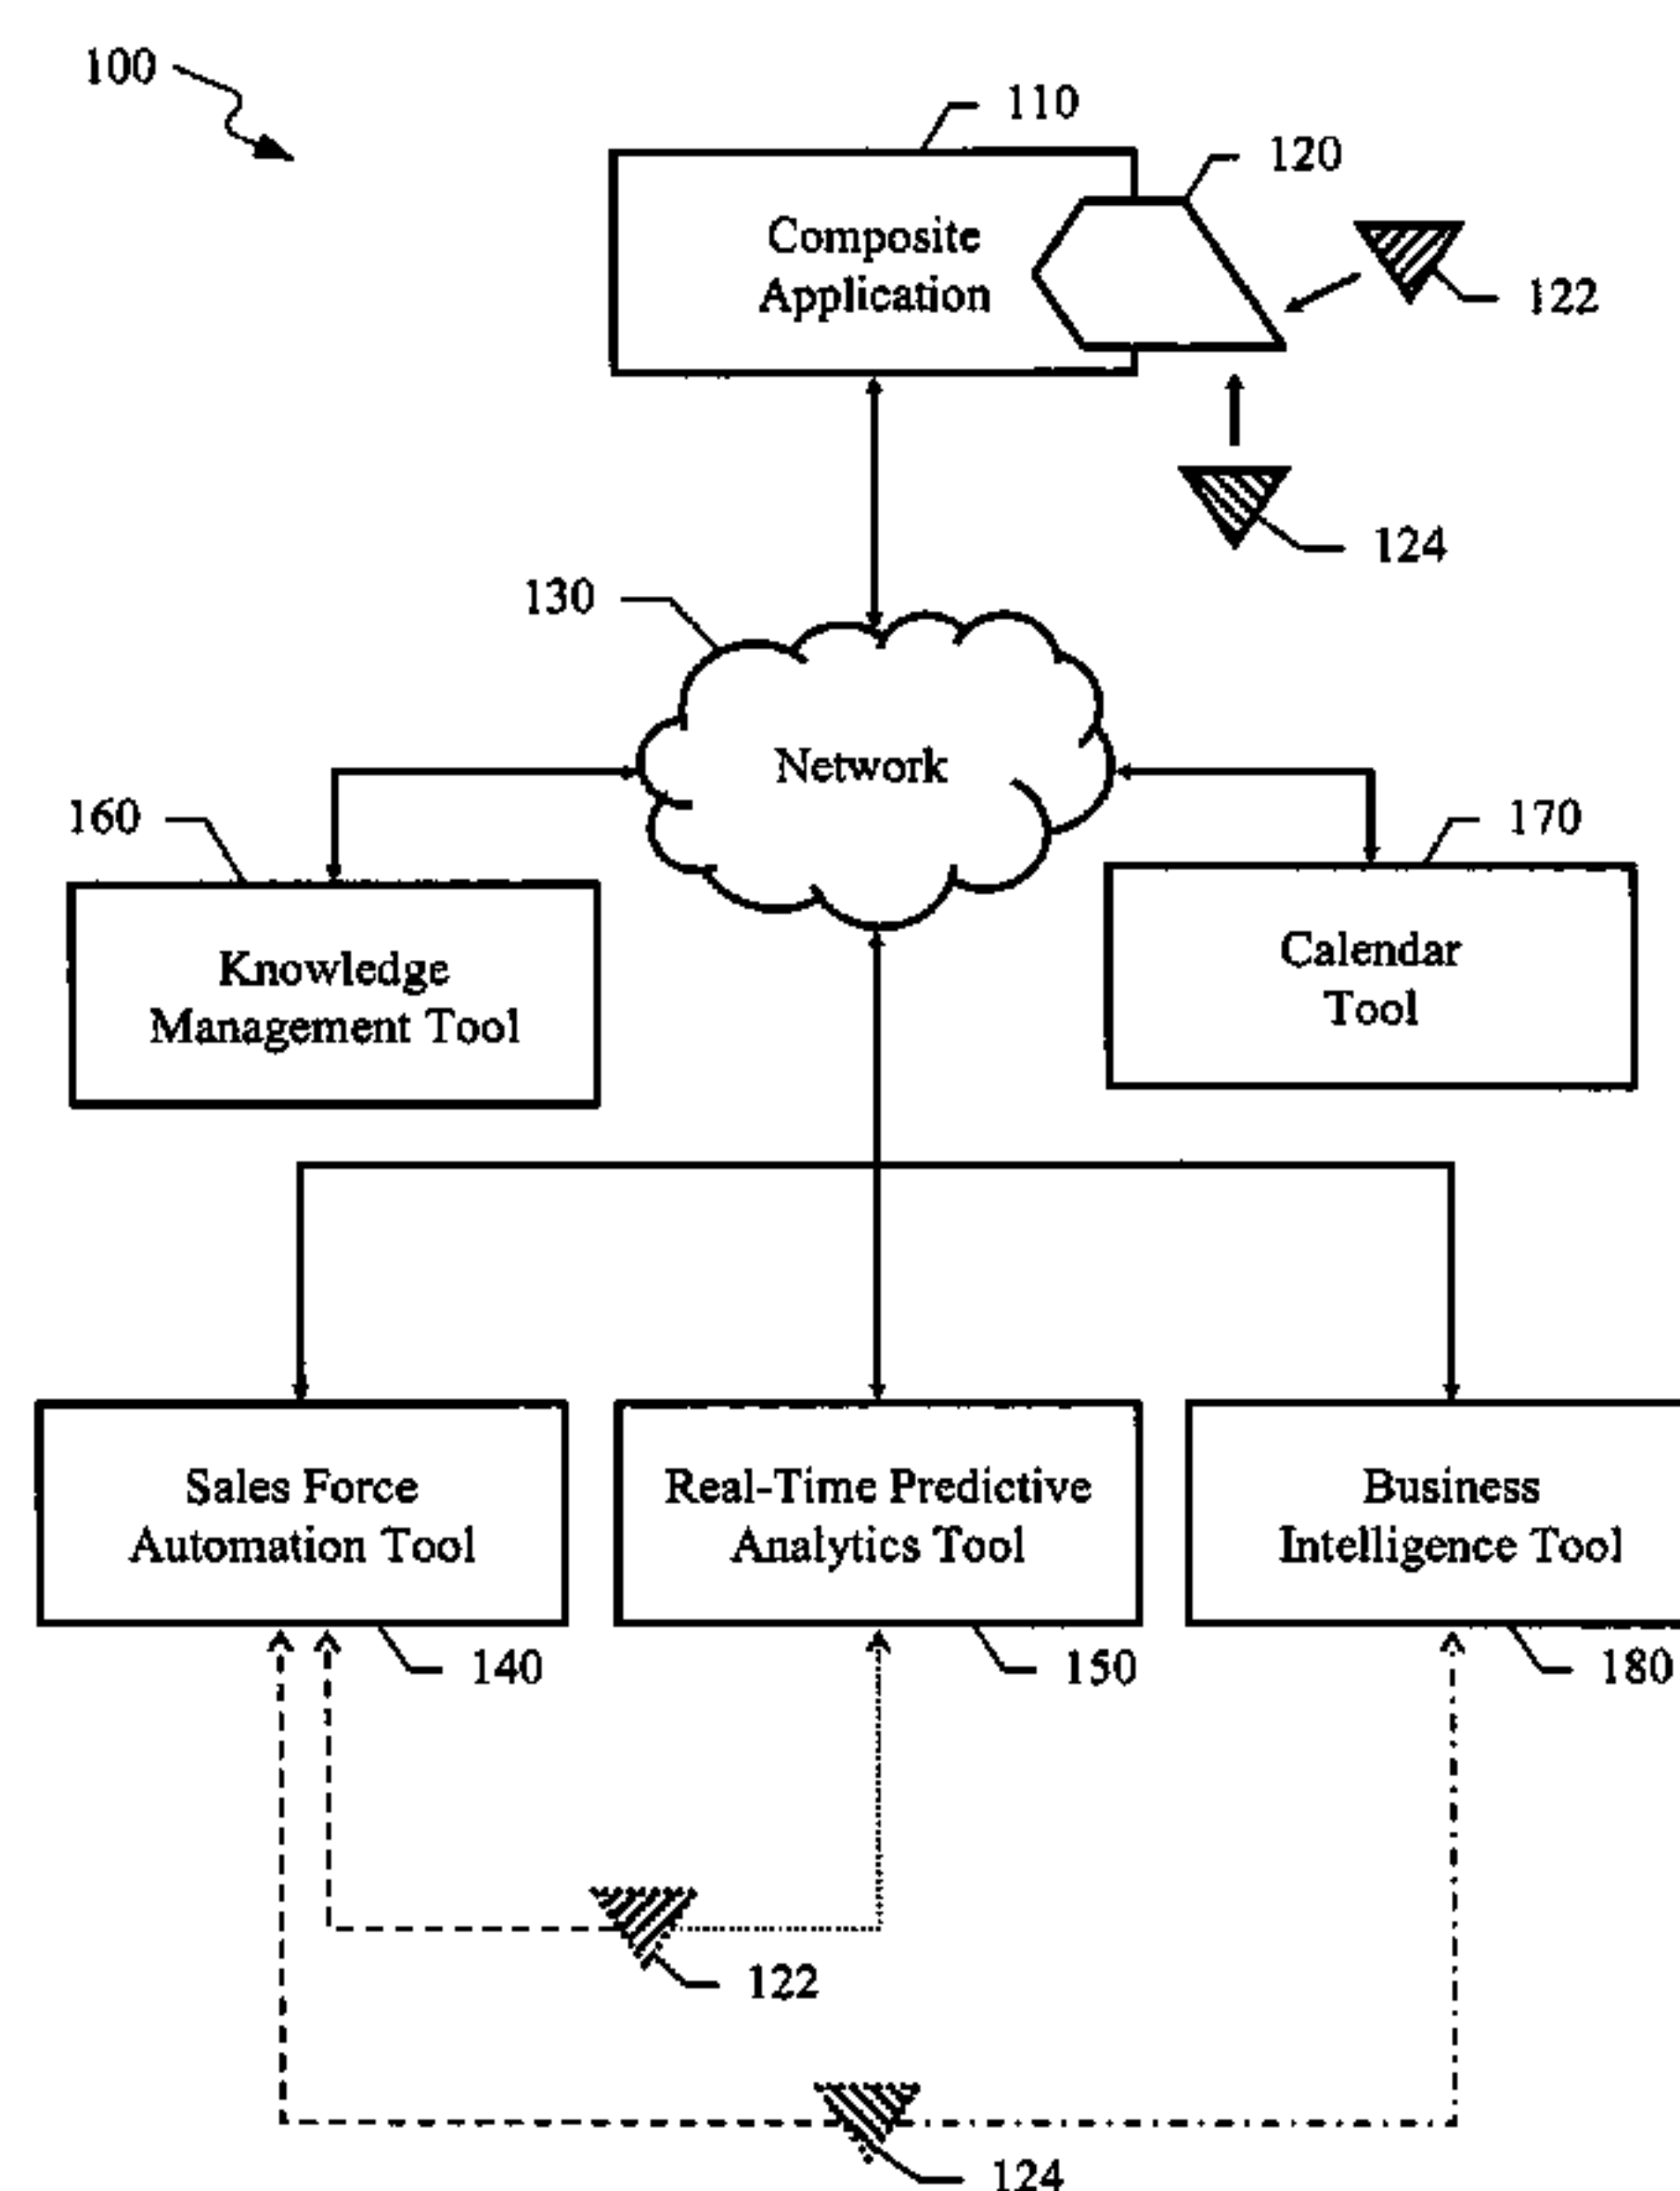 100
110
120
Composite
Application
122
124
130
Network
160
170
Knowledge
Management Tool
Calendar
Tool
Sales Force
Automation Tool
Real-Time Predictive
Analytics Tool
Business
Intelligence Tool
140
150
180
122
124